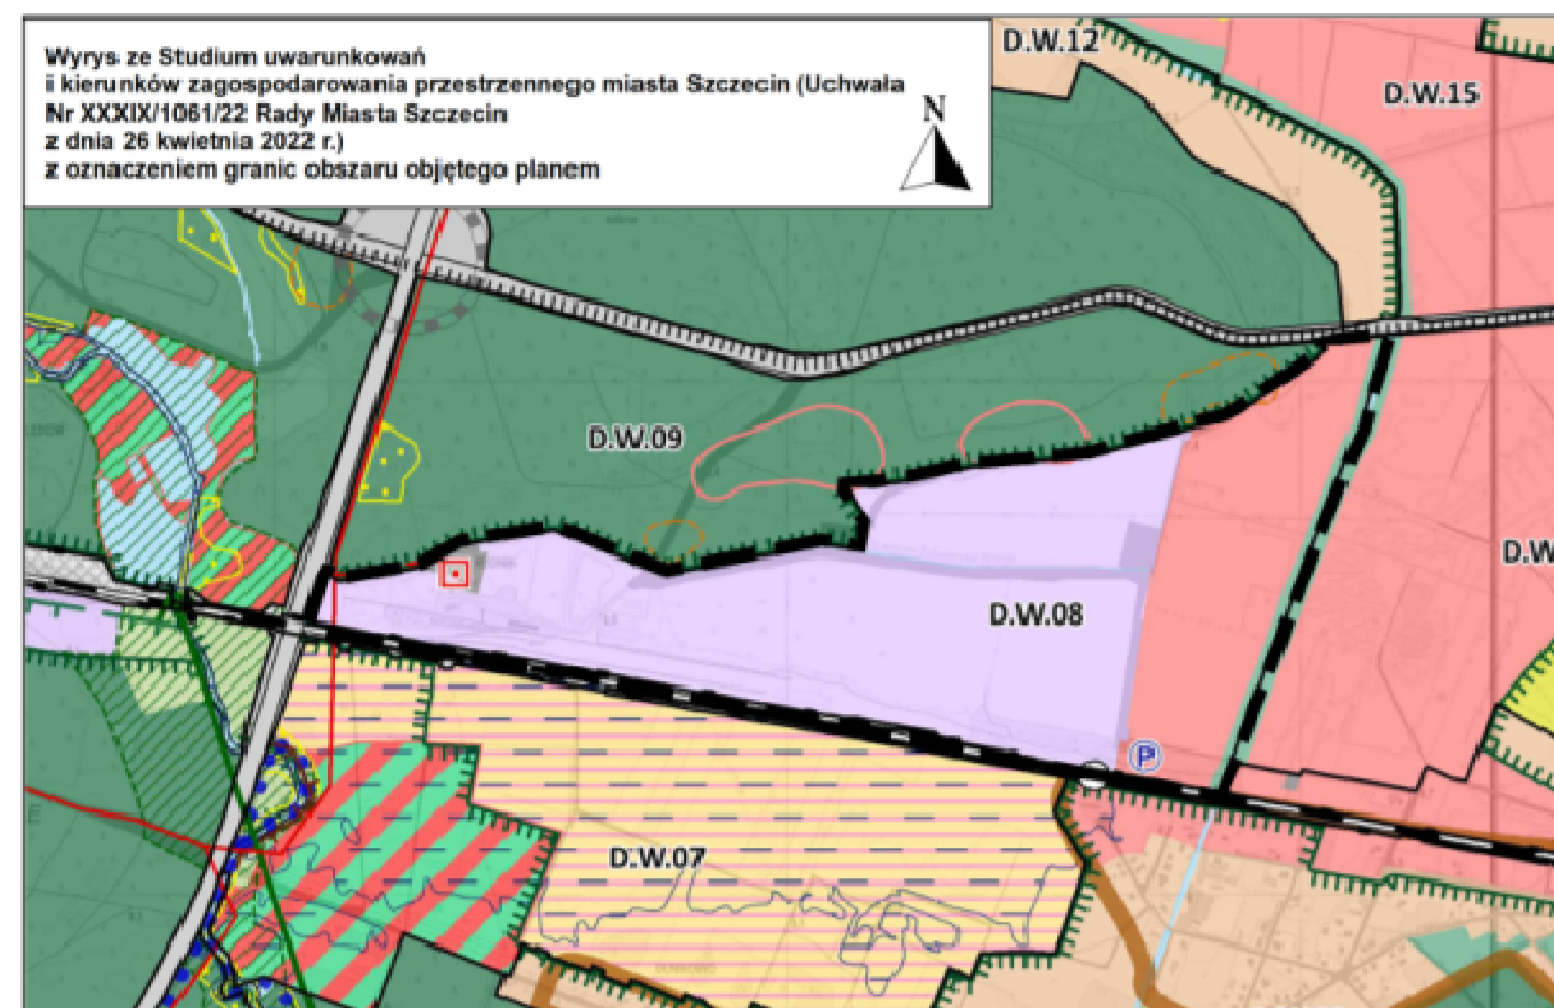 Wyrys ze Studium uwarunkowań
i kierunków zagospodarowania przestrzennego miasta Szczecin (Uchwała
Nr XXXIX/1061/22 Rady Miasta Szczecin
z dnia 26 kwietnia 2022 r.)
z oznaczeniem granic obszaru objętego planem
N
D.W.12
D.W.15
D.W.09
D.W
D.W.08
P
D.W.07